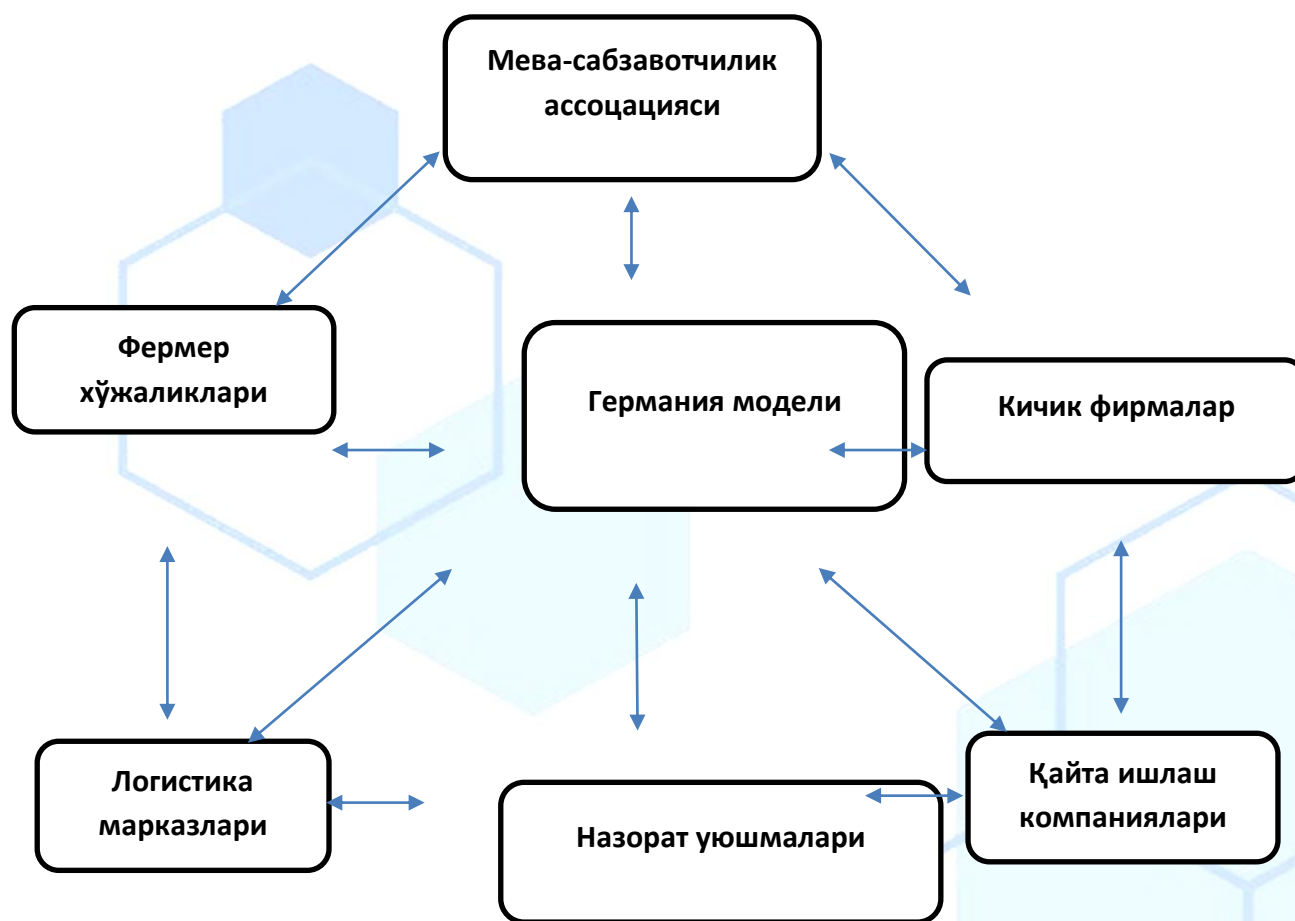 Мева-сабзавотчилик
ассоцацияси
Фермер
хўжаликлари
Германия модели
Кичик фирмалар
Логистика
марказлари
Назорат уюшмалари
Қайта ишлаш
компаниялари